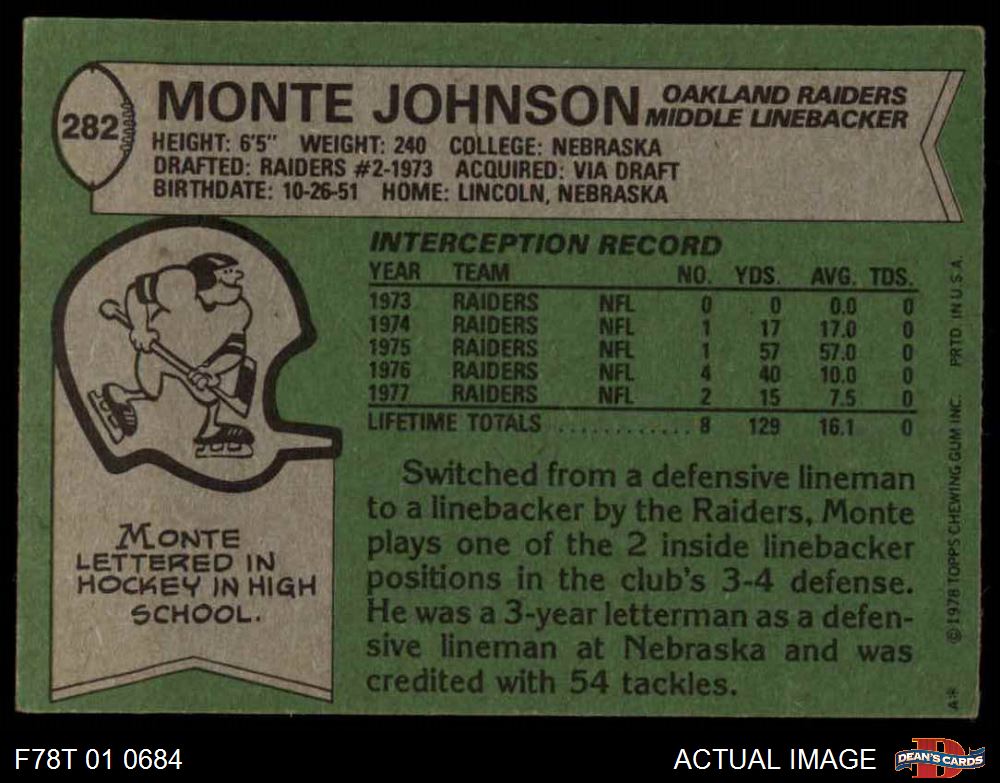 282
MONTE JOHNSON
OAKLAND RAIDERS
MIDDLE LINEBACKER
HEIGHT: 6'5" WEIGHT: 240 COLLEGE: NEBRASKA
DRAFTED: RAIDERS #2-1973 ACQUIRED: VIA DRAFT
BIRTHDATE: 10-26-51 HOME: LINCOLN, NEBRASKA
INTERCEPTION RECORD
YEAR TEAM NO. YDS. AVG. TDS.
1973 RAIDERS NFL 0 0 0.0 0
1974 RAIDERS NFL 1 17 17.0 0
1975 RAIDERS NFL 1 57 57.0 0
1976 RAIDERS NFL 4 40 10.0 0
1977 RAIDERS NFL 2 15 7.5 0
LIFETIME TOTALS ............ 8 129 16.1 0
MONTE
LETTERED IN
HOCKEY IN HIGH
SCHOOL.
Switched from a defensive lineman
to a linebacker by the Raiders, Monte
plays one of the 2 inside linebacker
positions in the club's 3-4 defense.
He was a 3-year letterman as a defen-
sive lineman at Nebraska and was
credited with 54 tackles.
A* © 1978 TOPPS CHEWING GUM INC. PRTD. IN U.S.A.
F78T 01 0684
ACTUAL IMAGE
D
DEAN'S CARDS